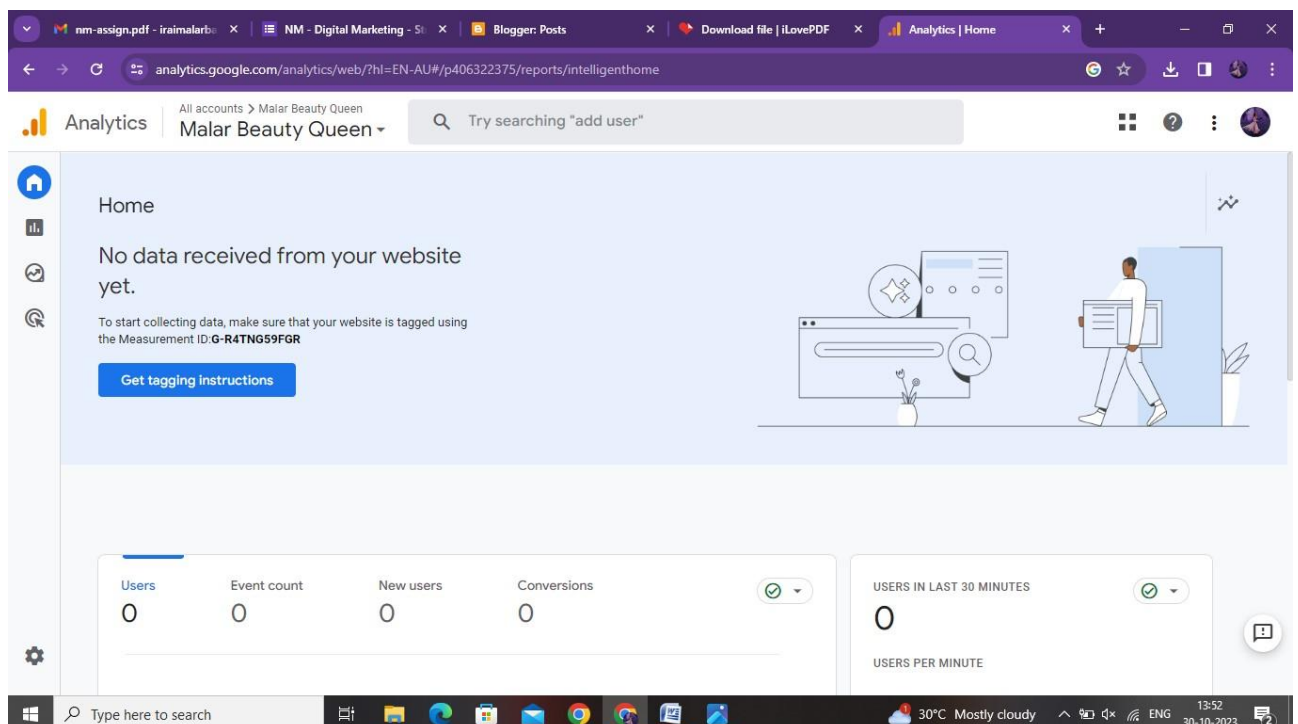 nm-assign.pdf - iraimalarba
NM - Digital Marketing - St
Blogger: Posts
Download file | iLovePDF
Analytics | Home
analytics.google.com/analytics/web/?hl=EN-AU#/p406322375/reports/intelligenthome
Analytics
All accounts > Malar Beauty Queen
Malar Beauty Queen
Try searching "add user"
Home
No data received from your website
yet.
To start collecting data, make sure that your website is tagged using
the Measurement ID:G-R4TNG59FGR
Get tagging instructions
Users
0
Event count
0
New users
0
Conversions
0
USERS IN LAST 30 MINUTES
0
USERS PER MINUTE
Type here to search
30°C Mostly cloudy
ENG
13:52
30-10-2023